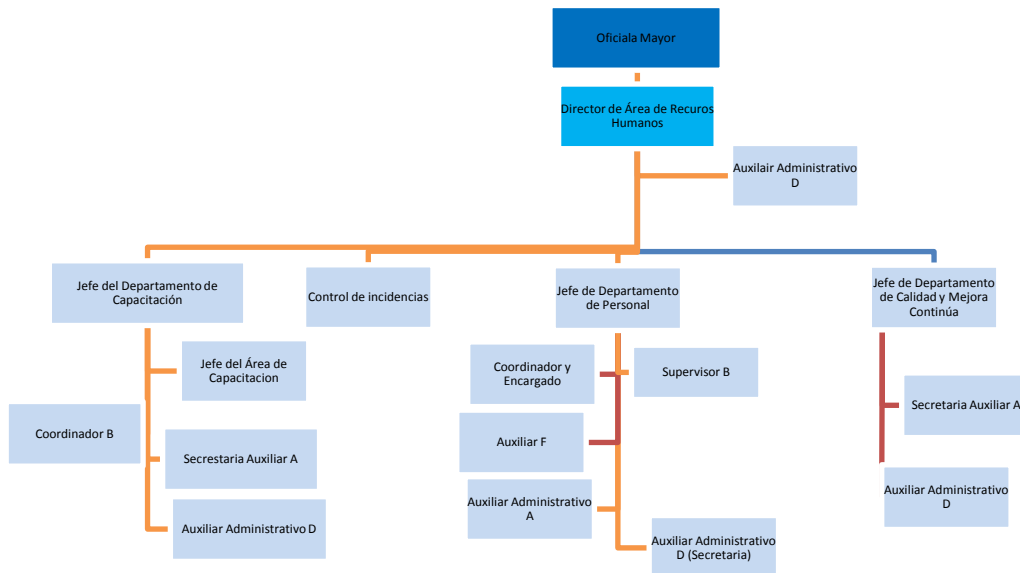 Oficiala Mayor
Director de Área de Recuros
Humanos
Auxilair Administrativo
D
Jefe del Departamento de
Capacitación
Control de incidencias
Jefe de Departamento
de Personal
Jefe de Departamento
de Calidad y Mejora
Continúa
Jefe del Área de
Capacitacion
Coordinador B
Secrestaria Auxiliar A
Auxiliar Administrativo D
Coordinador y
Encargado
Supervisor B
Auxiliar F
Auxiliar Administrativo
A
Auxiliar Administrativo
D (Secretaria)
Secretaria Auxiliar A
Auxiliar Administrativo
D